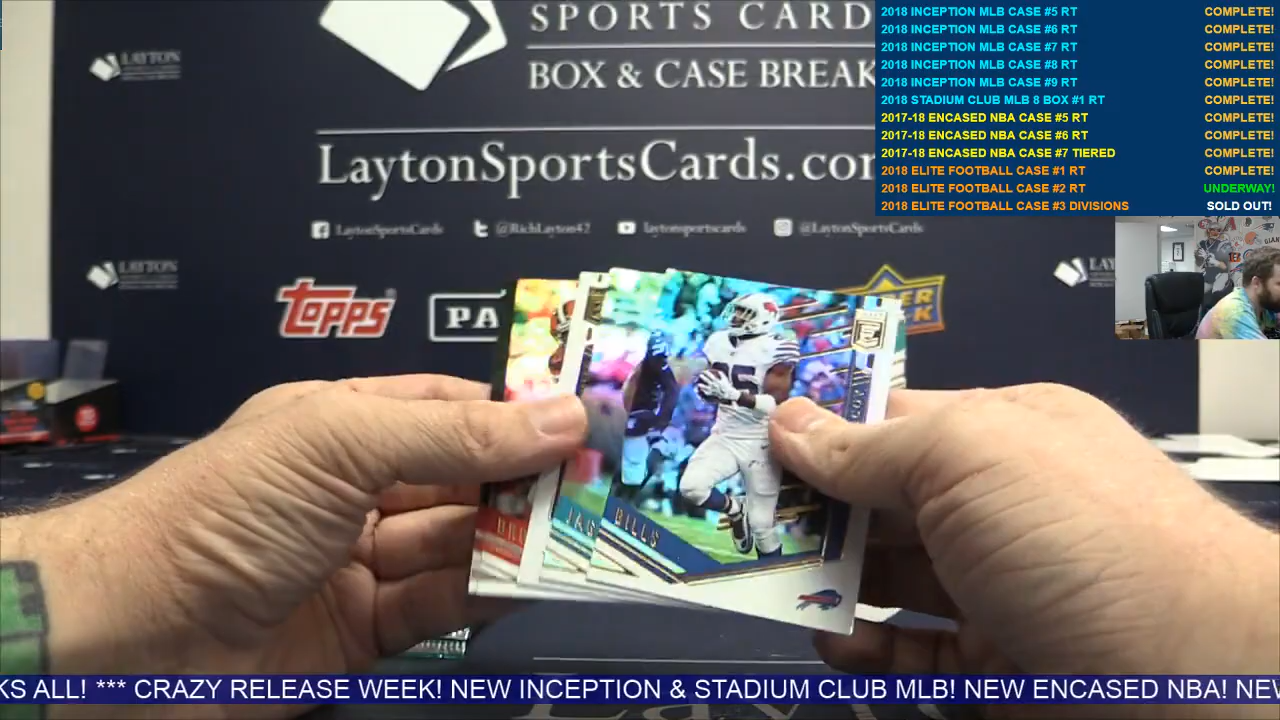 SPORTS CARD
BOX & CASE BREAK
LaytonSportsCards.com
LaytonSportsCards
@RichLayton42
laytonsportscards
@LaytonSportsCards
LAYTON
LAYTON
LAY
TOPPS
PA
2018 INCEPTION MLB CASE #5 RT COMPLETE!
2018 INCEPTION MLB CASE #6 RT COMPLETE!
2018 INCEPTION MLB CASE #7 RT COMPLETE!
2018 INCEPTION MLB CASE #8 RT COMPLETE!
2018 INCEPTION MLB CASE #9 RT COMPLETE!
2018 STADIUM CLUB MLB 8 BOX #1 RT COMPLETE!
2017-18 ENCASED NBA CASE #5 RT COMPLETE!
2017-18 ENCASED NBA CASE #6 RT COMPLETE!
2017-18 ENCASED NBA CASE #7 TIERED COMPLETE!
2018 ELITE FOOTBALL CASE #1 RT COMPLETE!
2018 ELITE FOOTBALL CASE #2 RT UNDERWAY!
2018 ELITE FOOTBALL CASE #3 DIVISIONS SOLD OUT!
BILLS
JAG
25
KS ALL! *** CRAZY RELEASE WEEK! NEW INCEPTION & STADIUM CLUB MLB! NEW ENCASED NBA! NEW